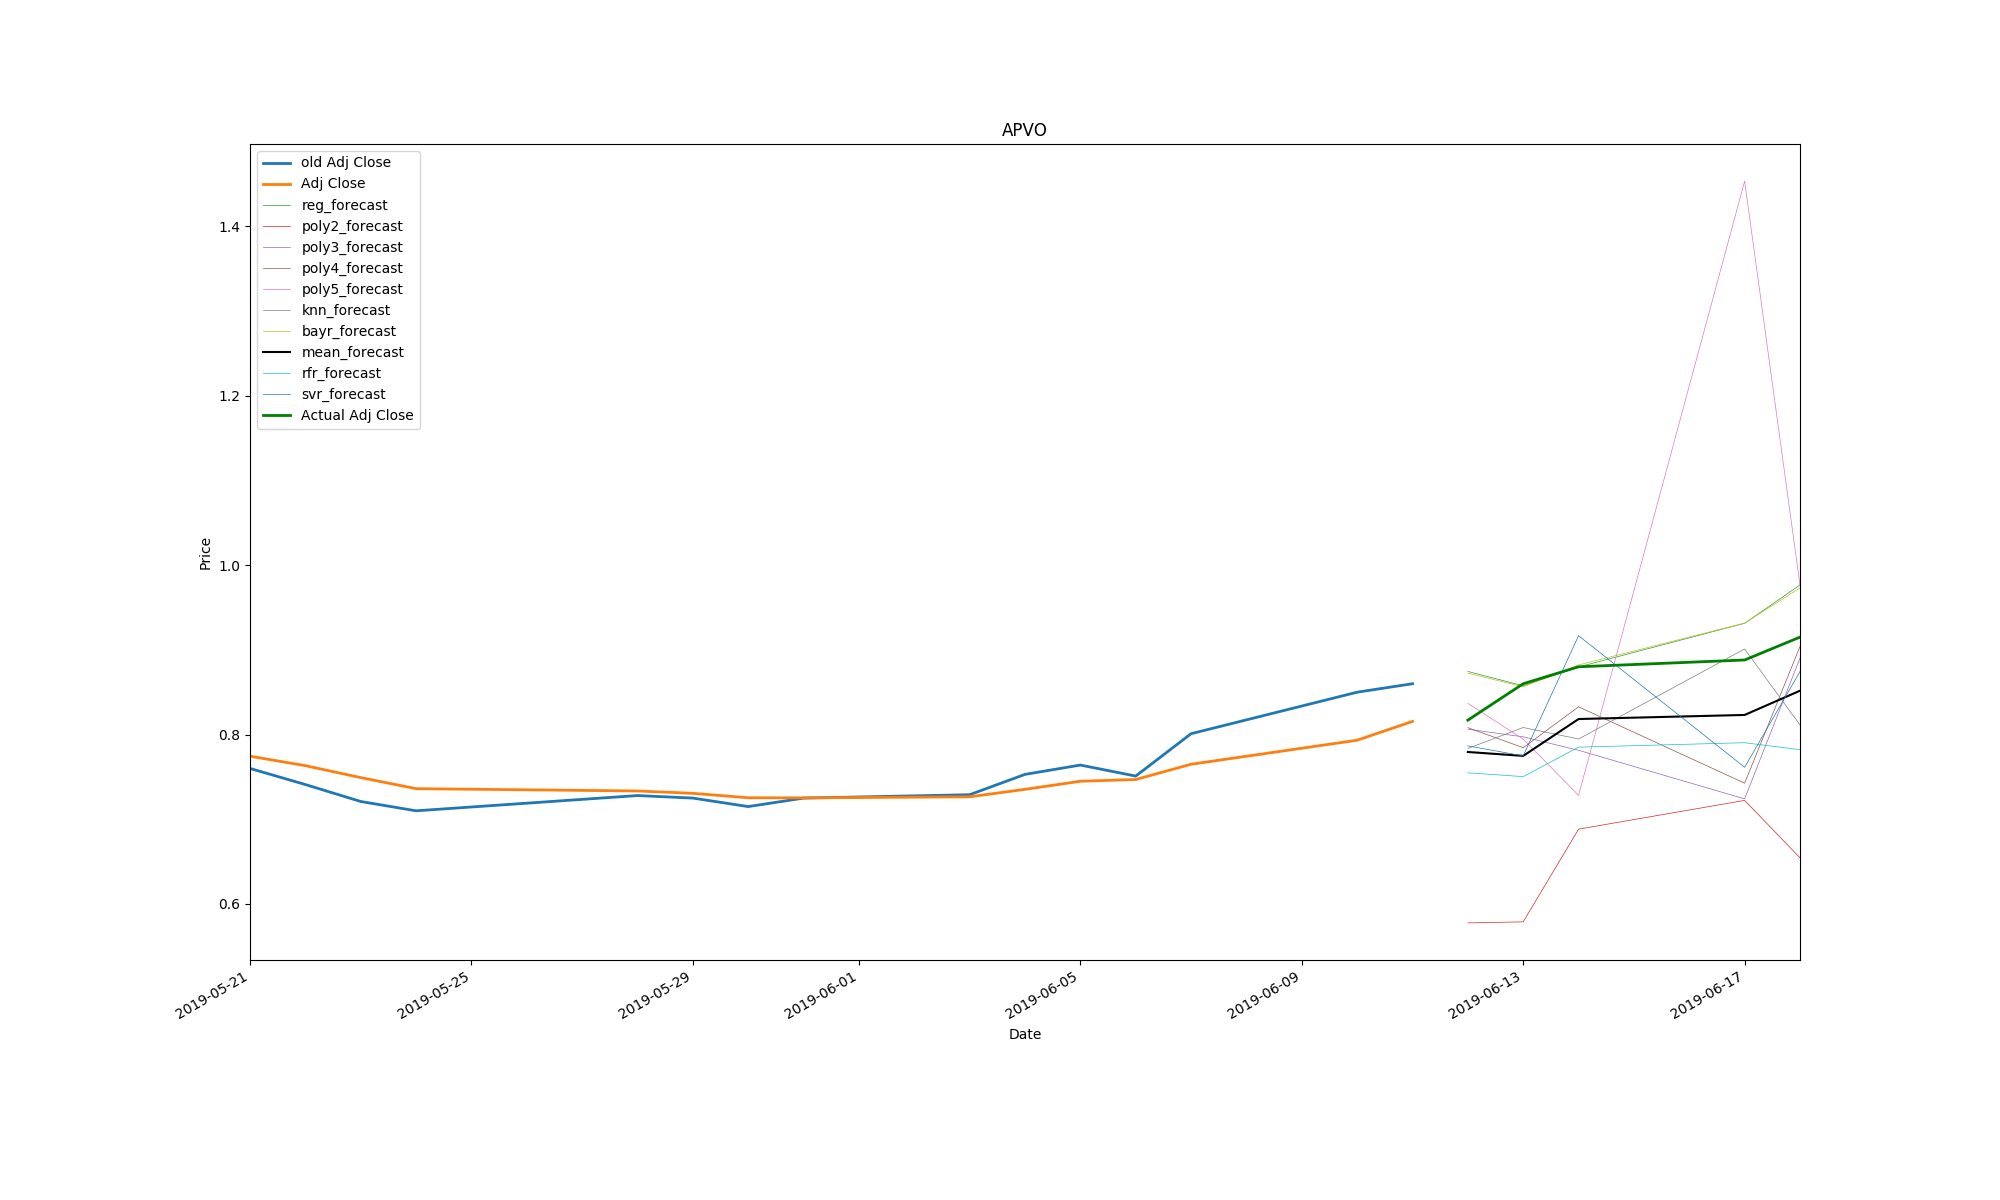 APVO
old Adj Close
Adj Close
reg_forecast
poly2_forecast
poly3_forecast
poly4_forecast
poly5_forecast
knn_forecast
bayr_forecast
mean_forecast
rfr_forecast
svr_forecast
Actual Adj Close
1.4
1.2
1.0
0.8
0.6
Price
2019-05-21
2019-05-25
2019-05-29
2019-06-01
2019-06-05
2019-06-09
2019-06-13
2019-06-17
Date